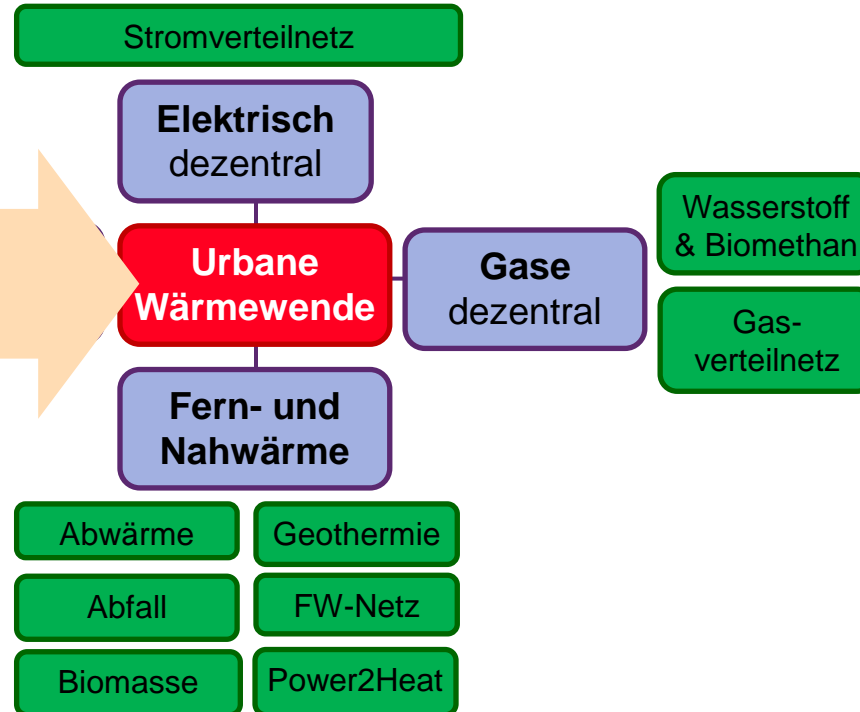 Stromverteilnetz
Elektrisch
dezentral
Urbane
Wärmewende
Gase
dezentral
Wasserstoff
& Biomethan
Gas-
verteilnetz
Fern- und
Nahwärme
Abwärme
Geothermie
Abfall
FW-Netz
Biomasse
Power2Heat